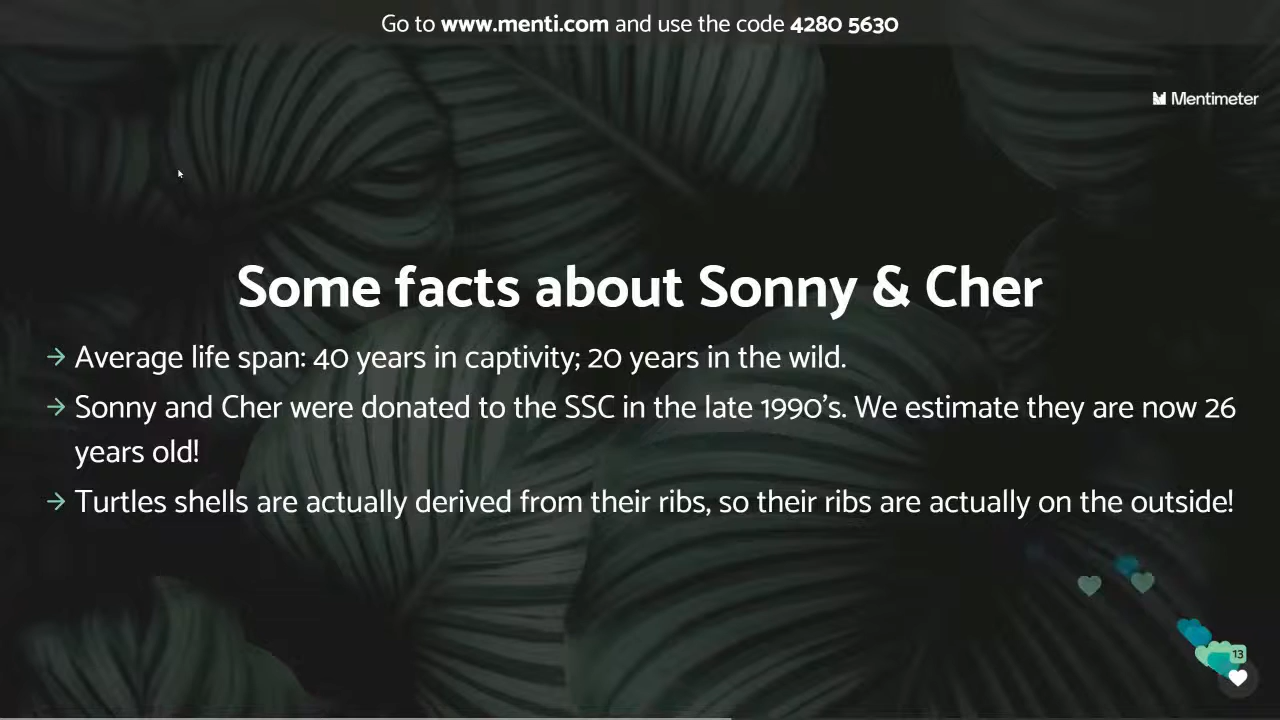 Go to www.menti.com and use the code 4280 5630
Mentimeter
Some facts about Sonny & Cher
→ Average life span: 40 years in captivity; 20 years in the wild.
→ Sonny and Cher were donated to the SSC in the late 1990's. We estimate they are now 26
years old!
→ Turtles shells are actually derived from their ribs, so their ribs are actually on the outside!
13